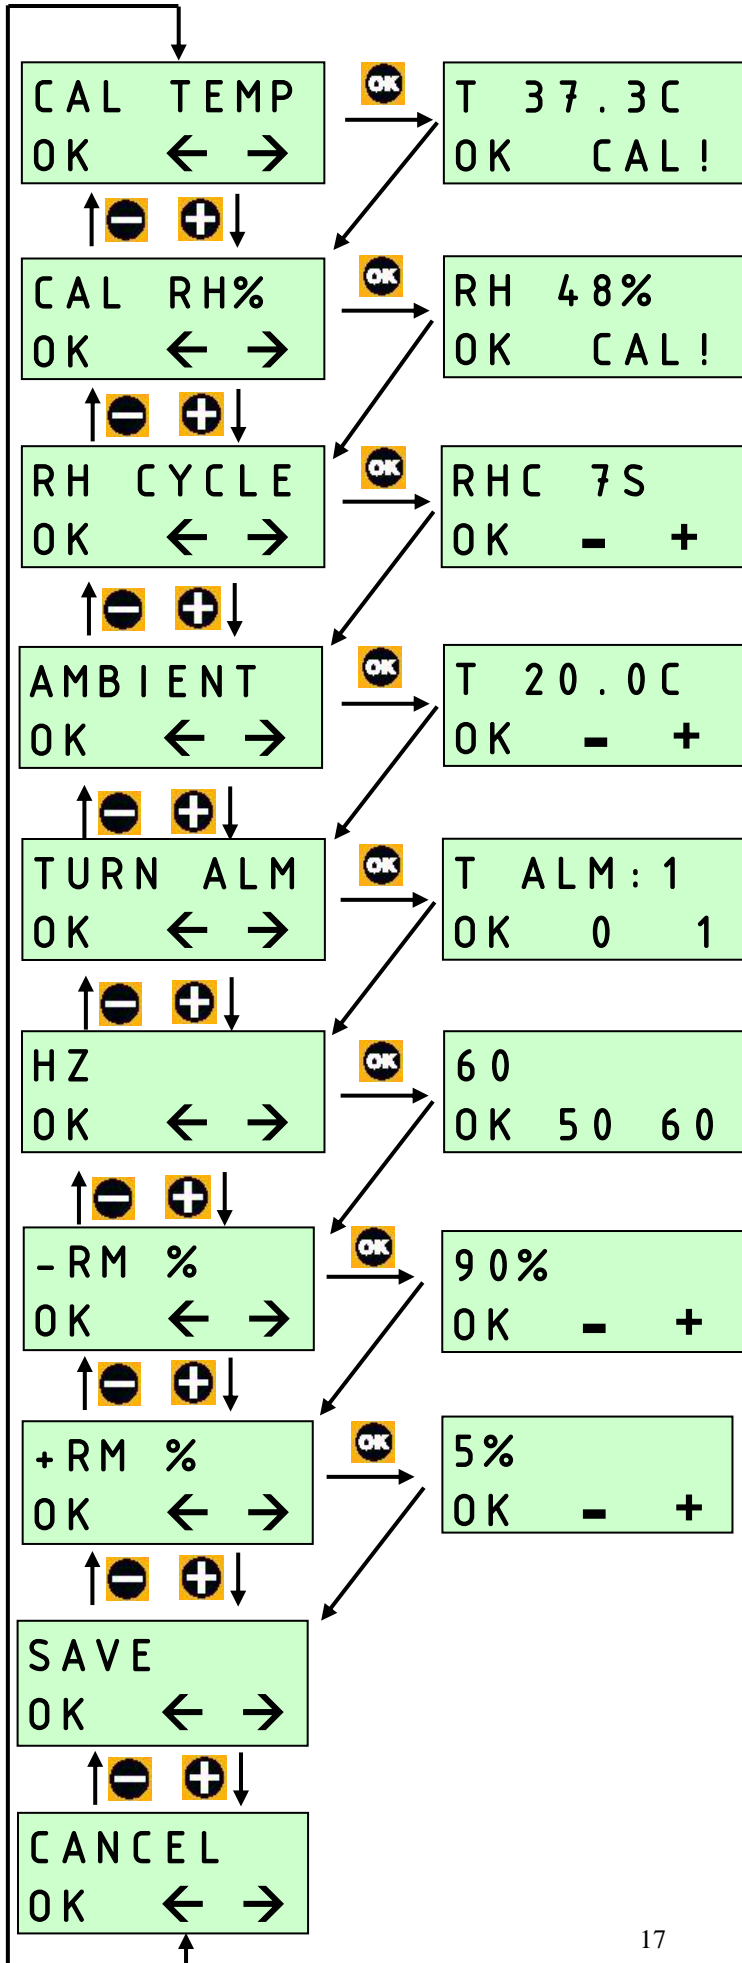 CAL TEMP
OK ← →
OK
T 37.3C
OK CAL!
CAL RH%
OK ← →
OK
RH 48%
OK CAL!
RH CYCLE
OK ← →
OK
RHC 7S
OK - +
AMBIENT
OK ← →
OK
T 20.0C
OK - +
TURN ALM
OK ← →
OK
T ALM:1
OK 0 1
HZ
OK ← →
OK
60
OK 50 60
-RM %
OK ← →
OK
90%
OK - +
+RM %
OK ← →
OK
5%
OK - +
SAVE
OK ← →
CANCEL
OK ← →
17